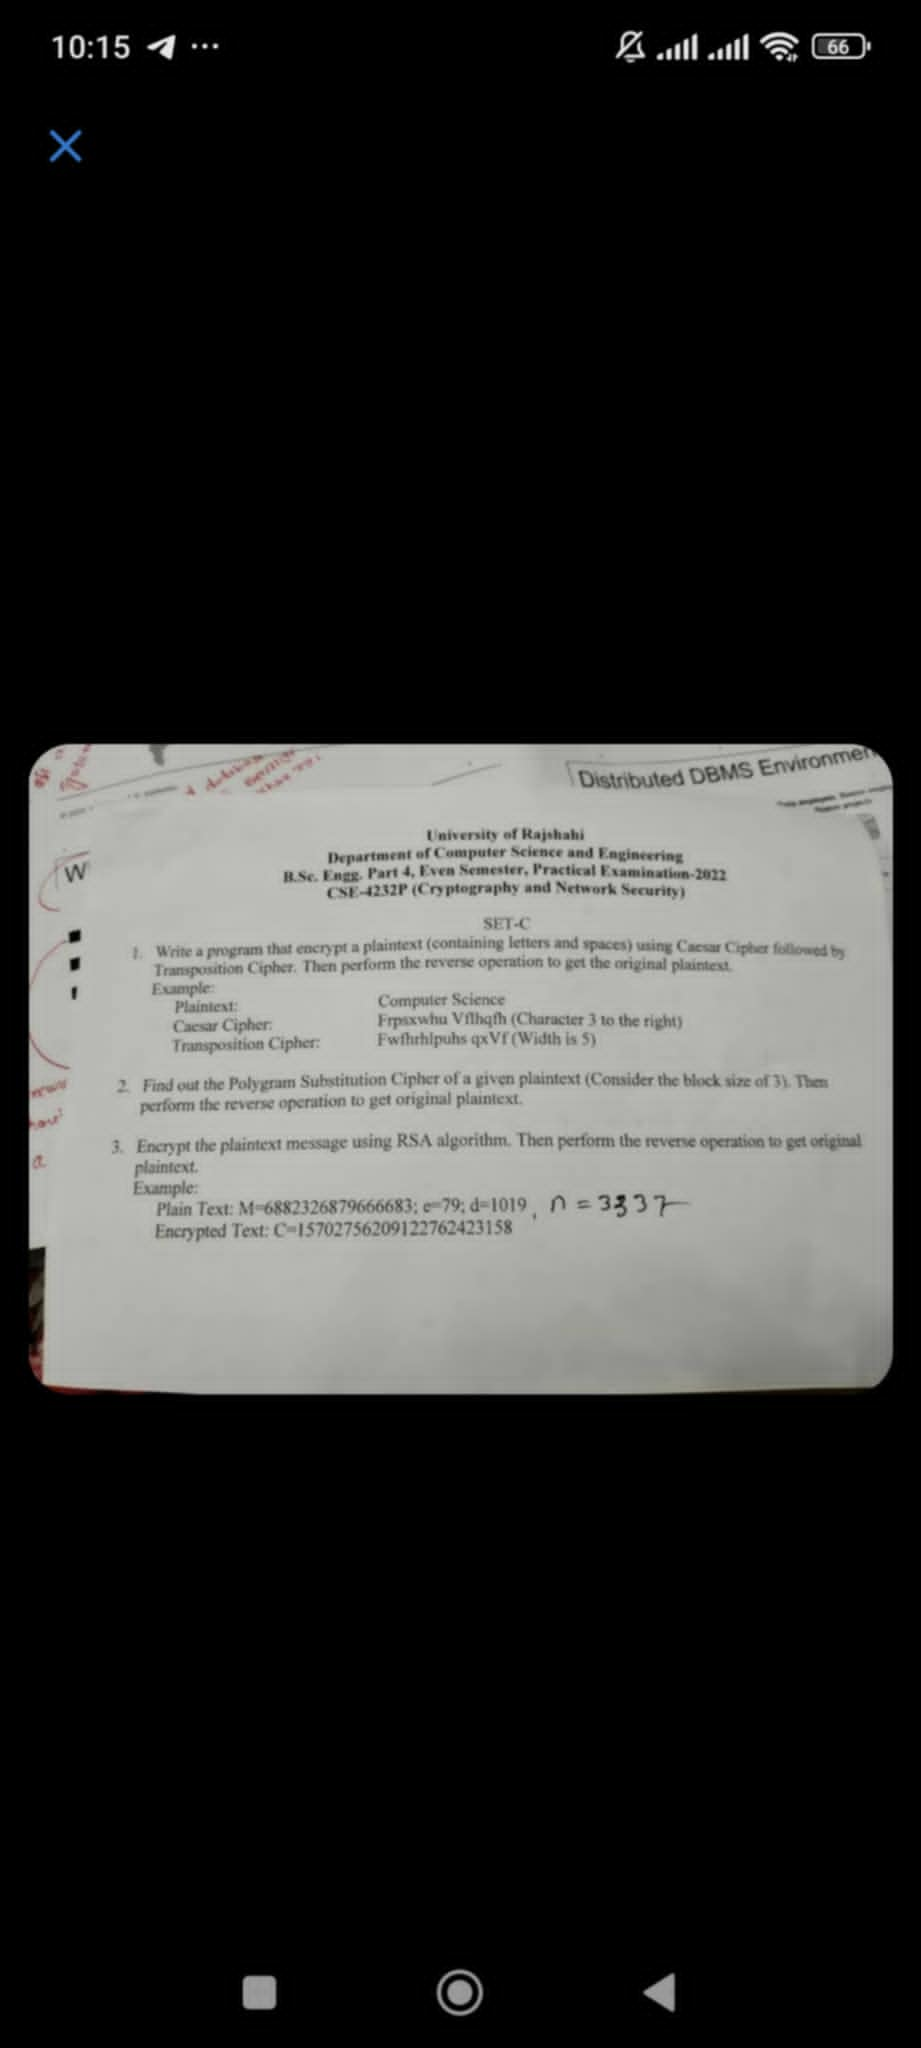 10:15
66
Distributed DBMS Environmen
W
University of Rajshahi
Department of Computer Science and Engineering
B.Sc. Engg. Part 4, Even Semester, Practical Examination-2022
CSE-4232P (Cryptography and Network Security)
SET-C
1. Write a program that encrypt a plaintext (containing letters and spaces) using Caesar Cipher followed by
Transposition Cipher. Then perform the reverse operation to get the original plaintext.
Example:
Plaintext: Computer Science
Caesar Cipher: Frpsxwhu Vflhqfh (Character 3 to the right)
Transposition Cipher: Fwfhrhlpuhs qxVf (Width is 5)
2. Find out the Polygram Substitution Cipher of a given plaintext (Consider the block size of 3). Then
perform the reverse operation to get original plaintext.
3. Encrypt the plaintext message using RSA algorithm. Then perform the reverse operation to get original
plaintext.
Example:
Plain Text: M=6882326879666683; e=79; d=1019, n = 3337
Encrypted Text: C=15702756209122762423158